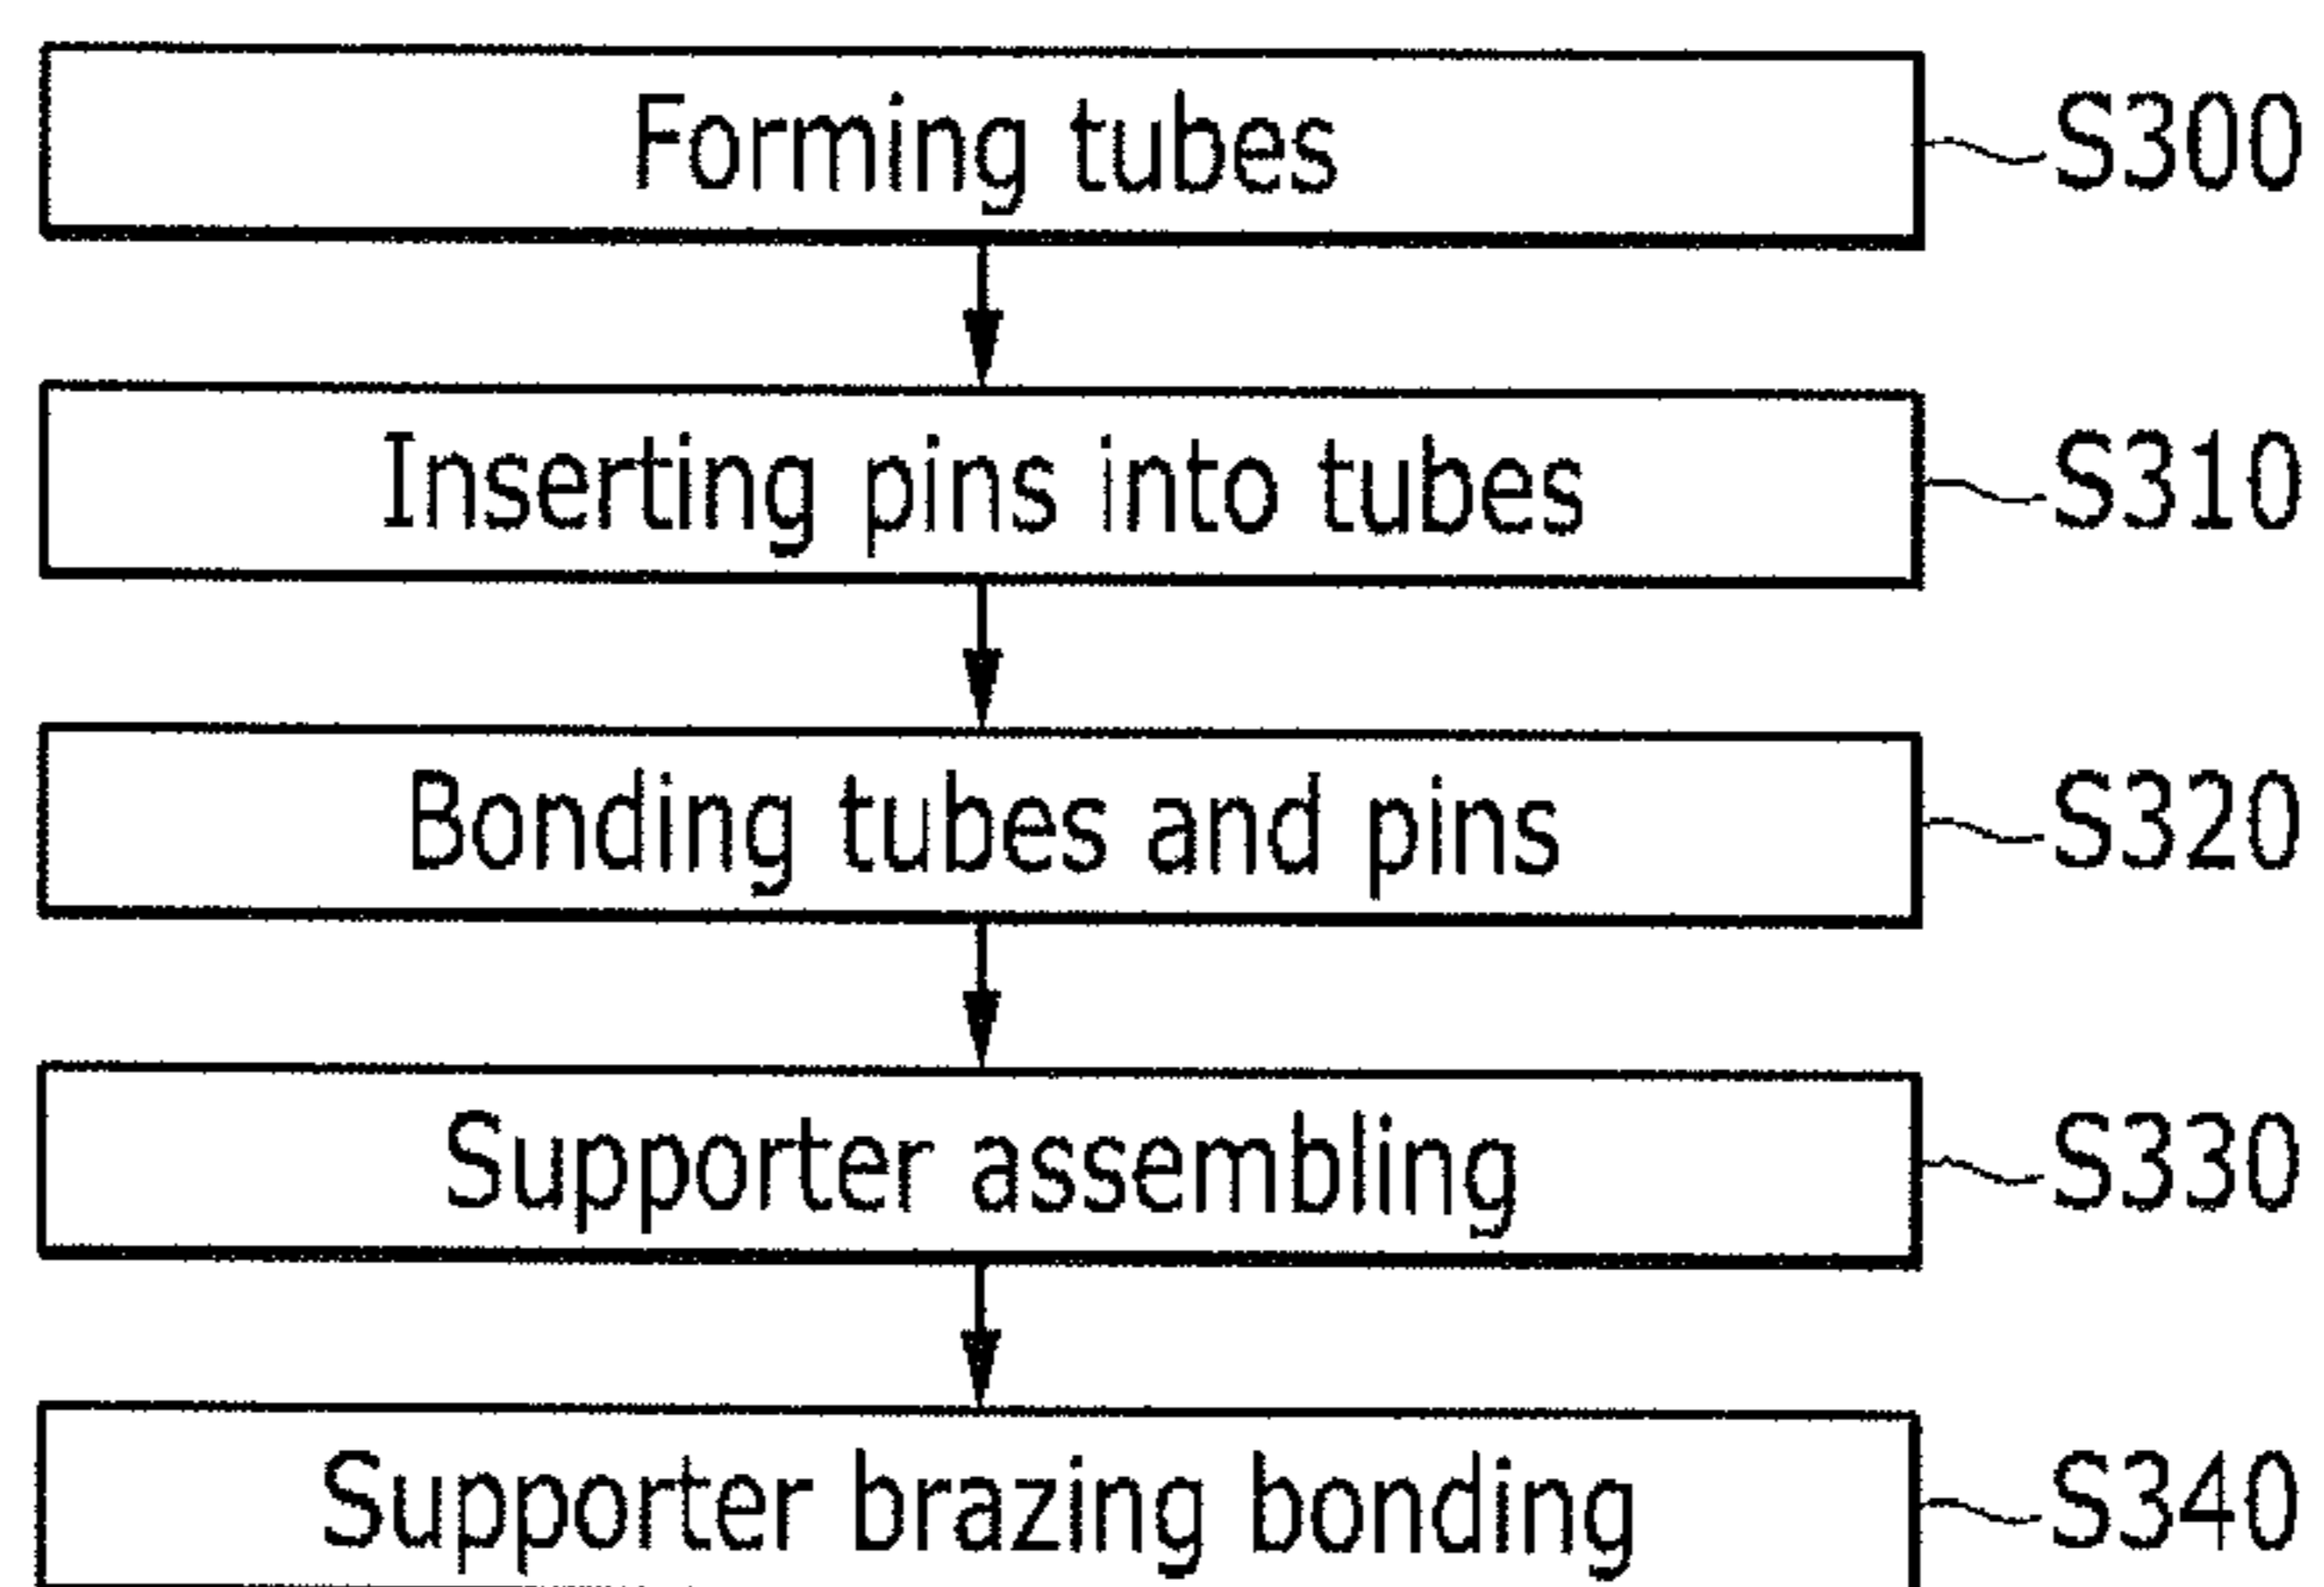 Forming tubes S300
Inserting pins into tubes S310
Bonding tubes and pins S320
Supporter assembling S330
Supporter brazing bonding S340